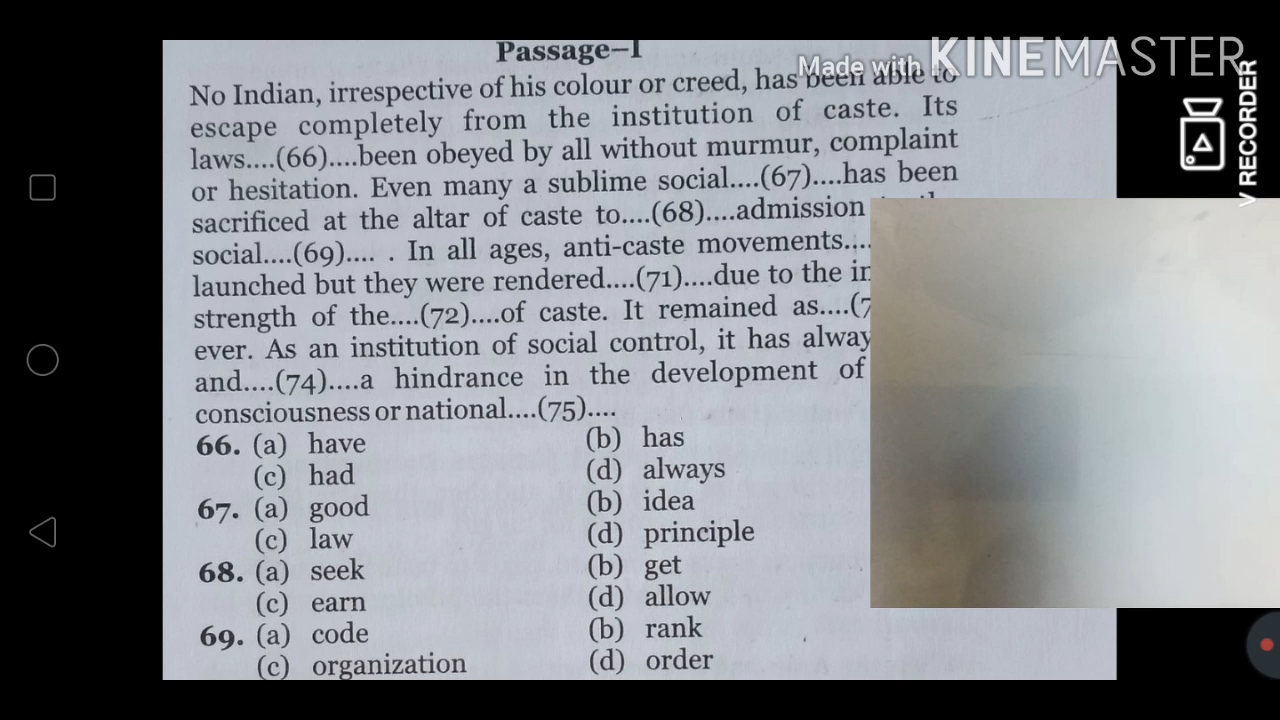 Passage–I
Made with KINEMASTER
V RECORDER
No Indian, irrespective of his colour or creed, has been able to
escape completely from the institution of caste. Its
laws....(66)....been obeyed by all without murmur, complaint
or hesitation. Even many a sublime social....(67)....has been
sacrificed at the altar of caste to....(68)....admission
social....(69).... . In all ages, anti-caste movements....
launched but they were rendered....(71)....due to the
strength of the....(72)....of caste. It remained as....
ever. As an institution of social control, it has
and....(74)....a hindrance in the development of
consciousness or national....(75)....
66. (a) have (b) has
(c) had (d) always
67. (a) good (b) idea
(c) law (d) principle
68. (a) seek (b) get
(c) earn (d) allow
69. (a) code (b) rank
(c) organization (d) order